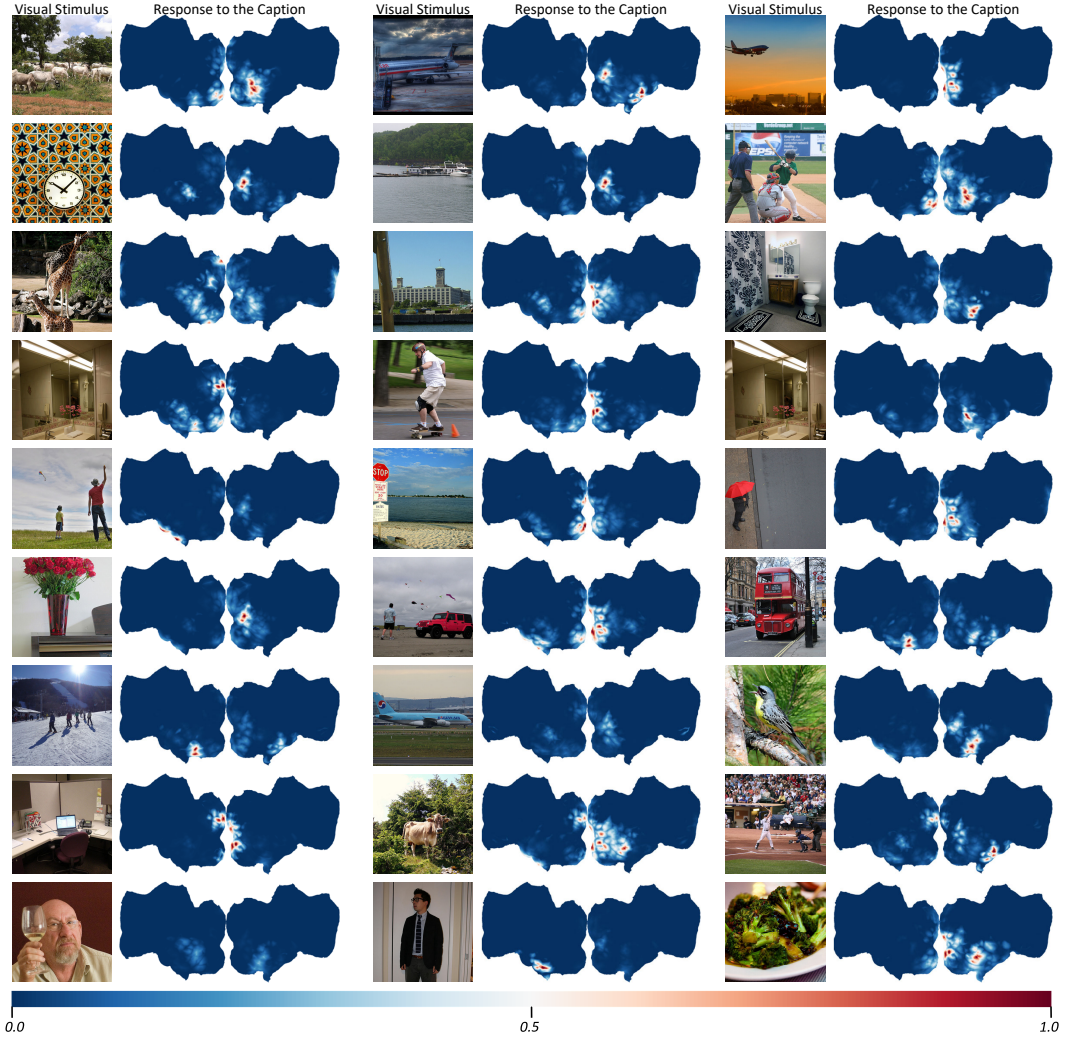 Visual Stimulus Response to the Caption Visual Stimulus Response to the Caption Visual Stimulus Response to the Caption
PEPSI
STOP
0.0 0.5 1.0